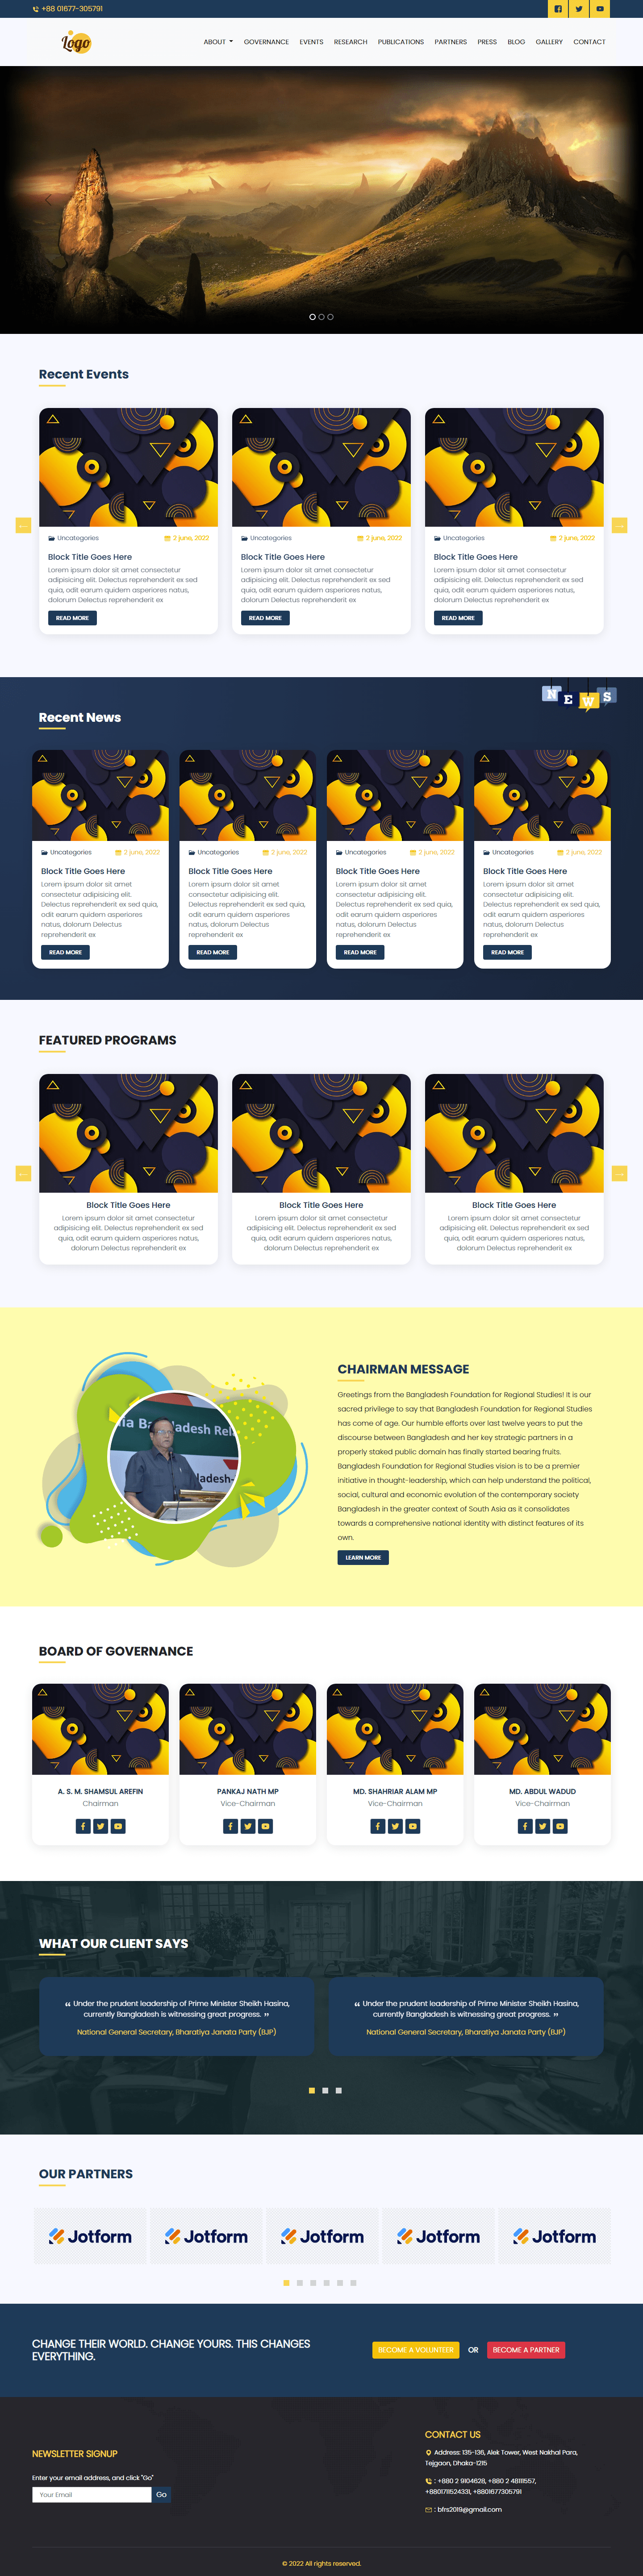 +88 01677-305791
Logo
ABOUT GOVERNANCE EVENTS RESEARCH PUBLICATIONS PARTNERS PRESS BLOG GALLERY CONTACT
Recent Events
Uncategories 2 june, 2022
Block Title Goes Here
Lorem ipsum dolor sit amet consectetur
adipisicing elit. Delectus reprehenderit ex sed
quia, odit earum quidem asperiores natus,
dolorum Delectus reprehenderit ex
READ MORE
Uncategories 2 june, 2022
Block Title Goes Here
Lorem ipsum dolor sit amet consectetur
adipisicing elit. Delectus reprehenderit ex sed
quia, odit earum quidem asperiores natus,
dolorum Delectus reprehenderit ex
READ MORE
Uncategories 2 june, 2022
Block Title Goes Here
Lorem ipsum dolor sit amet consectetur
adipisicing elit. Delectus reprehenderit ex sed
quia, odit earum quidem asperiores natus,
dolorum Delectus reprehenderit ex
READ MORE
NEWS
Recent News
Uncategories 2 june, 2022
Block Title Goes Here
Lorem ipsum dolor sit amet
consectetur adipisicing elit.
Delectus reprehenderit ex sed quia,
odit earum quidem asperiores
natus, dolorum Delectus
reprehenderit ex
READ MORE
Uncategories 2 june, 2022
Block Title Goes Here
Lorem ipsum dolor sit amet
consectetur adipisicing elit.
Delectus reprehenderit ex sed quia,
odit earum quidem asperiores
natus, dolorum Delectus
reprehenderit ex
READ MORE
Uncategories 2 june, 2022
Block Title Goes Here
Lorem ipsum dolor sit amet
consectetur adipisicing elit.
Delectus reprehenderit ex sed quia,
odit earum quidem asperiores
natus, dolorum Delectus
reprehenderit ex
READ MORE
Uncategories 2 june, 2022
Block Title Goes Here
Lorem ipsum dolor sit amet
consectetur adipisicing elit.
Delectus reprehenderit ex sed quia,
odit earum quidem asperiores
natus, dolorum Delectus
reprehenderit ex
READ MORE
FEATURED PROGRAMS
Block Title Goes Here
Lorem ipsum dolor sit amet consectetur
adipisicing elit. Delectus reprehenderit ex sed
quia, odit earum quidem asperiores natus,
dolorum Delectus reprehenderit ex
Block Title Goes Here
Lorem ipsum dolor sit amet consectetur
adipisicing elit. Delectus reprehenderit ex sed
quia, odit earum quidem asperiores natus,
dolorum Delectus reprehenderit ex
Block Title Goes Here
Lorem ipsum dolor sit amet consectetur
adipisicing elit. Delectus reprehenderit ex sed
quia, odit earum quidem asperiores natus,
dolorum Delectus reprehenderit ex
ia Bangladesh Rel
ladesh-
CHAIRMAN MESSAGE
Greetings from the Bangladesh Foundation for Regional Studies! It is our
sacred privilege to say that Bangladesh Foundation for Regional Studies
has come of age. Our humble efforts over last twelve years to put the
discourse between Bangladesh and her key strategic partners in a
properly staked public domain has finally started bearing fruits.
Bangladesh Foundation for Regional Studies vision is to be a premier
initiative in thought-leadership, which can help understand the political,
social, cultural and economic evolution of the contemporary society
Bangladesh in the greater context of South Asia as it consolidates
towards a comprehensive national identity with distinct features of its
own.
LEARN MORE
BOARD OF GOVERNANCE
A. S. M. SHAMSUL AREFIN
Chairman
PANKAJ NATH MP
Vice-Chairman
MD. SHAHRIAR ALAM MP
Vice-Chairman
MD. ABDUL WADUD
Vice-Chairman
WHAT OUR CLIENT SAYS
“ Under the prudent leadership of Prime Minister Sheikh Hasina,
currently Bangladesh is witnessing great progress. ”
National General Secretary, Bharatiya Janata Party (BJP)
“ Under the prudent leadership of Prime Minister Sheikh Hasina,
currently Bangladesh is witnessing great progress. ”
National General Secretary, Bharatiya Janata Party (BJP)
OUR PARTNERS
Jotform Jotform Jotform Jotform Jotform
CHANGE THEIR WORLD. CHANGE YOURS. THIS CHANGES
EVERYTHING.
BECOME A VOLUNTEER OR BECOME A PARTNER
NEWSLETTER SIGNUP
Enter your email address, and click "Go"
Your Email Go
CONTACT US
Address: 135-136, Alek Tower, West Nakhal Para,
Tejgaon, Dhaka-1215
: +880 2 9104628, +880 2 48111557,
+8801711524331, +8801677305791
: bfrs2019@gmail.com
© 2022 All rights reserved.